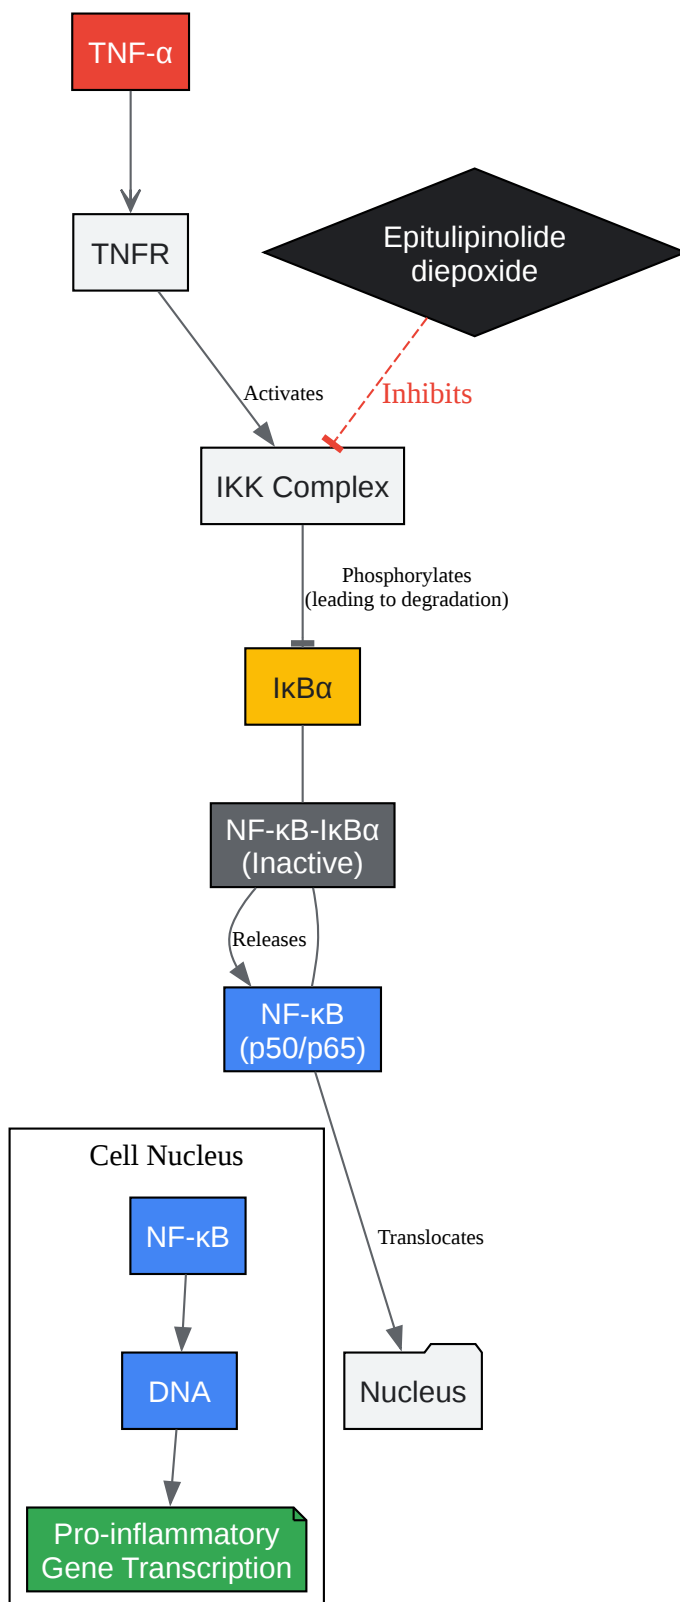 TNF-α
TNFR
Epitulipinolide
diepoxide
Activates
Inhibits
IKK Complex
Phosphorylates
(leading to degradation)
IκBα
NF-κB-IκBα
(Inactive)
Releases
NF-κB
(p50/p65)
Cell Nucleus
NF-κB
Translocates
DNA
Nucleus
Pro-inflammatory
Gene Transcription